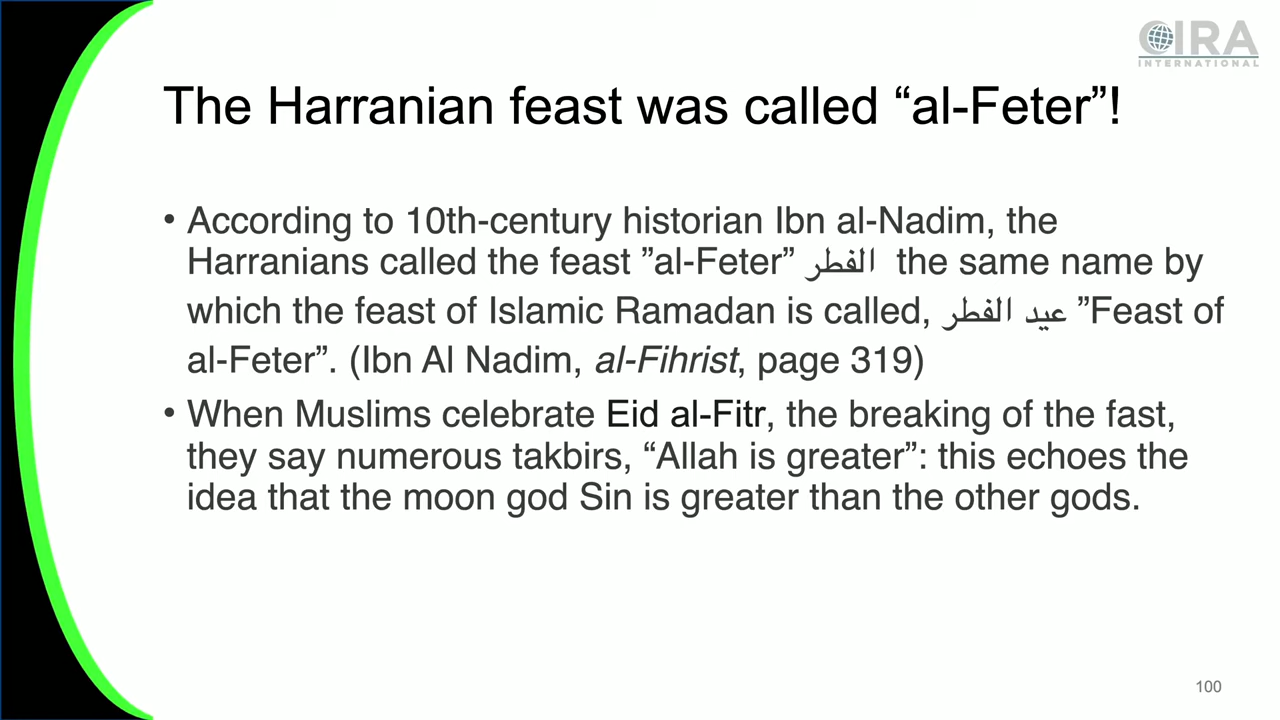 CIRA
INTERNATIONAL
The Harranian feast was called “al-Feter”!
• According to 10th-century historian Ibn al-Nadim, the
Harranians called the feast ”al-Feter” الفطر the same name by
which the feast of Islamic Ramadan is called, عيد الفطر ”Feast of
al-Feter”. (Ibn Al Nadim, al-Fihrist, page 319)
• When Muslims celebrate Eid al-Fitr, the breaking of the fast,
they say numerous takbirs, “Allah is greater”: this echoes the
idea that the moon god Sin is greater than the other gods.
100